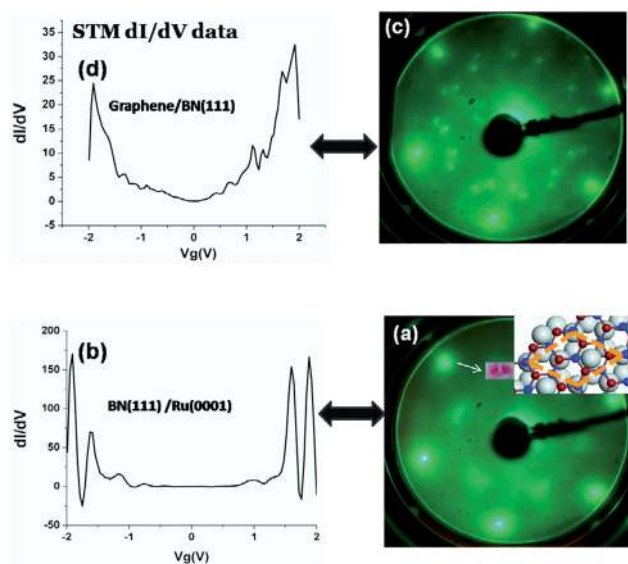 STM dI/dV data
(d)
Graphene/BN(111)
dI/dV
35
30
25
20
15
10
5
0
-5
-2
-1
0
1
2
Vg(V)
(c)
(b)
BN(111) /Ru(0001)
dI/dV
200
150
100
50
0
-50
-2
-1
0
1
2
Vg(V)
(a)